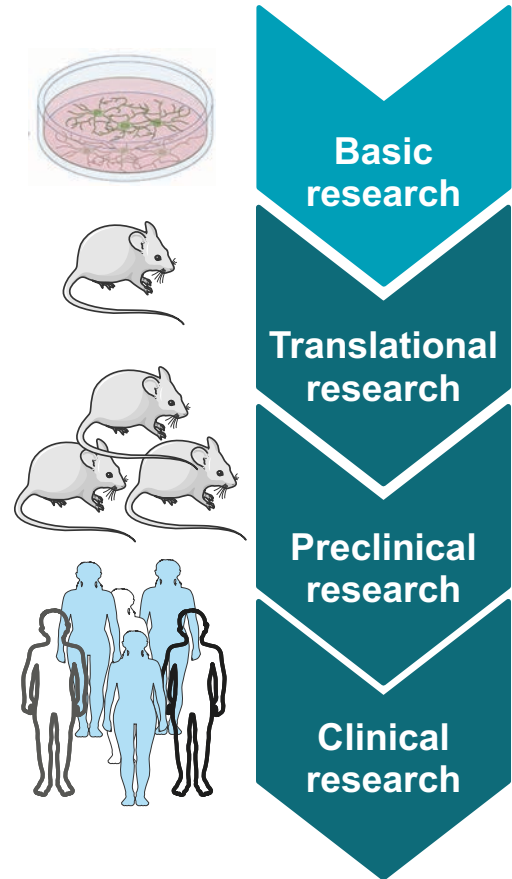 Basic
research
Translational
research
Preclinical
research
Clinical
research